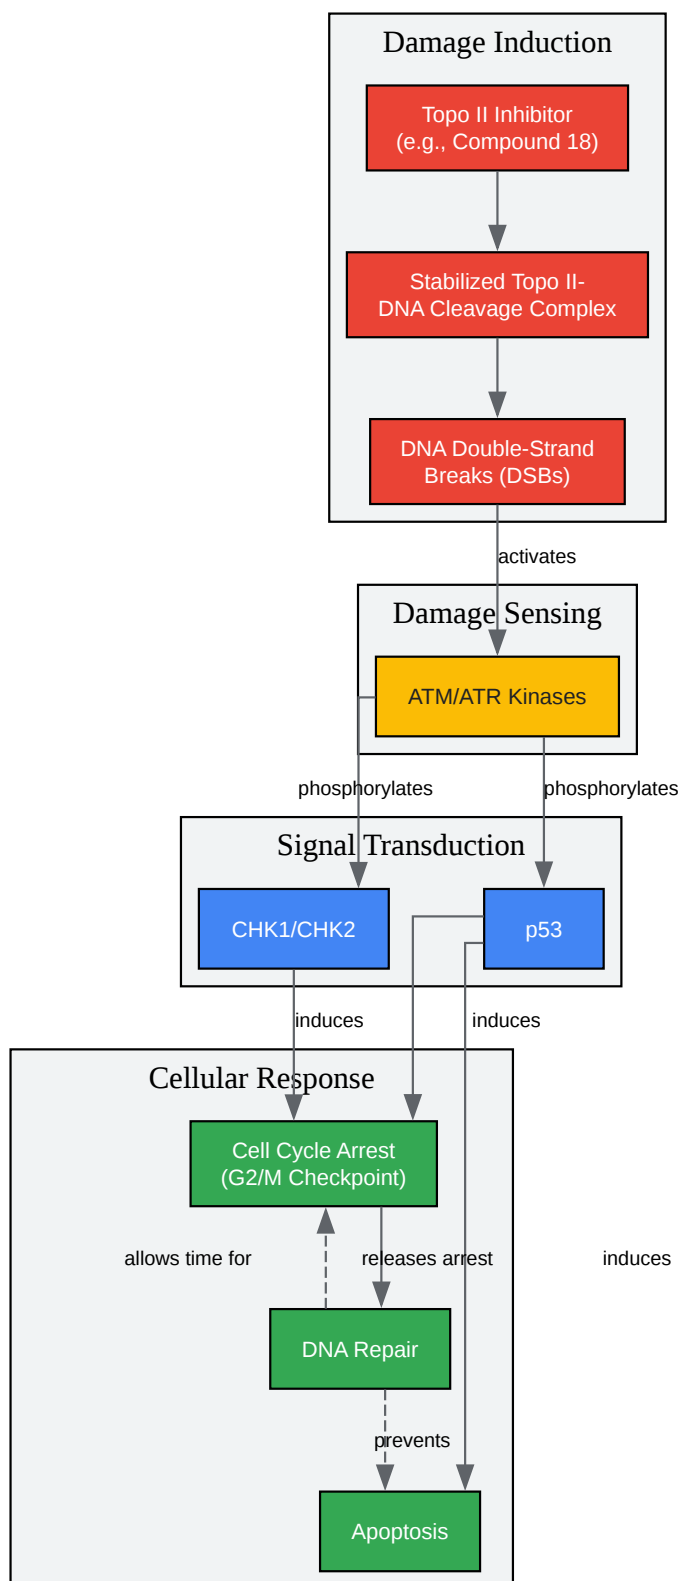 Damage Induction
Topo II Inhibitor
(e.g., Compound 18)
Stabilized Topo II-
DNA Cleavage Complex
DNA Double-Strand
Breaks (DSBs)
activates
Damage Sensing
ATM/ATR Kinases
phosphorylates
phosphorylates
Signal Transduction
CHK1/CHK2
p53
induces
induces
Cellular Response
Cell Cycle Arrest
(G2/M Checkpoint)
allows time for
releases arrest
induces
DNA Repair
prevents
Apoptosis